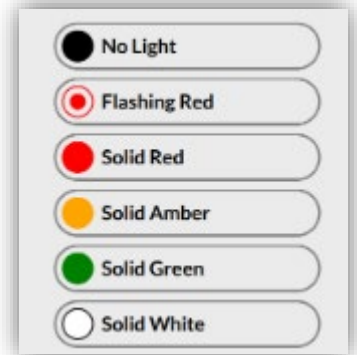 No Light
Flashing Red
Solid Red
Solid Amber
Solid Green
Solid White